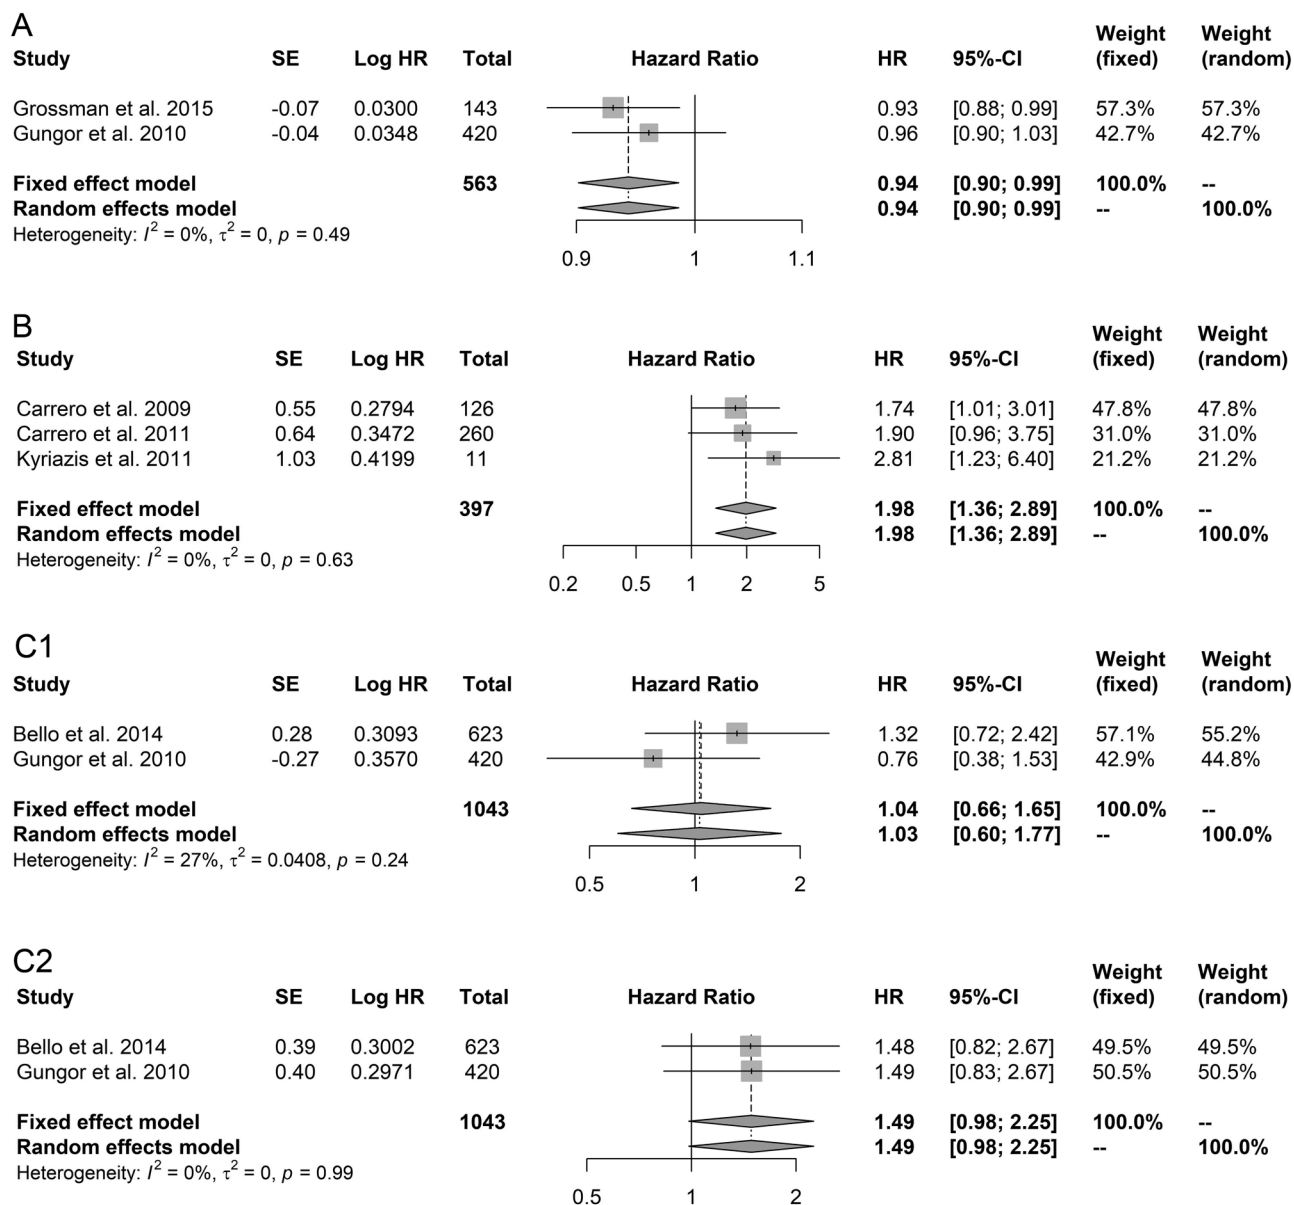 A
Weight Weight
Study SE Log HR Total Hazard Ratio HR 95%-CI (fixed) (random)
Grossman et al. 2015 -0.07 0.0300 143 0.93 [0.88; 0.99] 57.3% 57.3%
Gungor et al. 2010 -0.04 0.0348 420 0.96 [0.90; 1.03] 42.7% 42.7%
Fixed effect model 563 0.94 [0.90; 0.99] 100.0% --
Random effects model 0.94 [0.90; 0.99] -- 100.0%
Heterogeneity: I² = 0%, τ² = 0, p = 0.49
0.9 1 1.1
B
Weight Weight
Study SE Log HR Total Hazard Ratio HR 95%-CI (fixed) (random)
Carrero et al. 2009 0.55 0.2794 126 1.74 [1.01; 3.01] 47.8% 47.8%
Carrero et al. 2011 0.64 0.3472 260 1.90 [0.96; 3.75] 31.0% 31.0%
Kyriazis et al. 2011 1.03 0.4199 11 2.81 [1.23; 6.40] 21.2% 21.2%
Fixed effect model 397 1.98 [1.36; 2.89] 100.0% --
Random effects model 1.98 [1.36; 2.89] -- 100.0%
Heterogeneity: I² = 0%, τ² = 0, p = 0.63
0.2 0.5 1 2 5
C1
Weight Weight
Study SE Log HR Total Hazard Ratio HR 95%-CI (fixed) (random)
Bello et al. 2014 0.28 0.3093 623 1.32 [0.72; 2.42] 57.1% 55.2%
Gungor et al. 2010 -0.27 0.3570 420 0.76 [0.38; 1.53] 42.9% 44.8%
Fixed effect model 1043 1.04 [0.66; 1.65] 100.0% --
Random effects model 1.03 [0.60; 1.77] -- 100.0%
Heterogeneity: I² = 27%, τ² = 0.0408, p = 0.24
0.5 1 2
C2
Weight Weight
Study SE Log HR Total Hazard Ratio HR 95%-CI (fixed) (random)
Bello et al. 2014 0.39 0.3002 623 1.48 [0.82; 2.67] 49.5% 49.5%
Gungor et al. 2010 0.40 0.2971 420 1.49 [0.83; 2.67] 50.5% 50.5%
Fixed effect model 1043 1.49 [0.98; 2.25] 100.0% --
Random effects model 1.49 [0.98; 2.25] -- 100.0%
Heterogeneity: I² = 0%, τ² = 0, p = 0.99
0.5 1 2